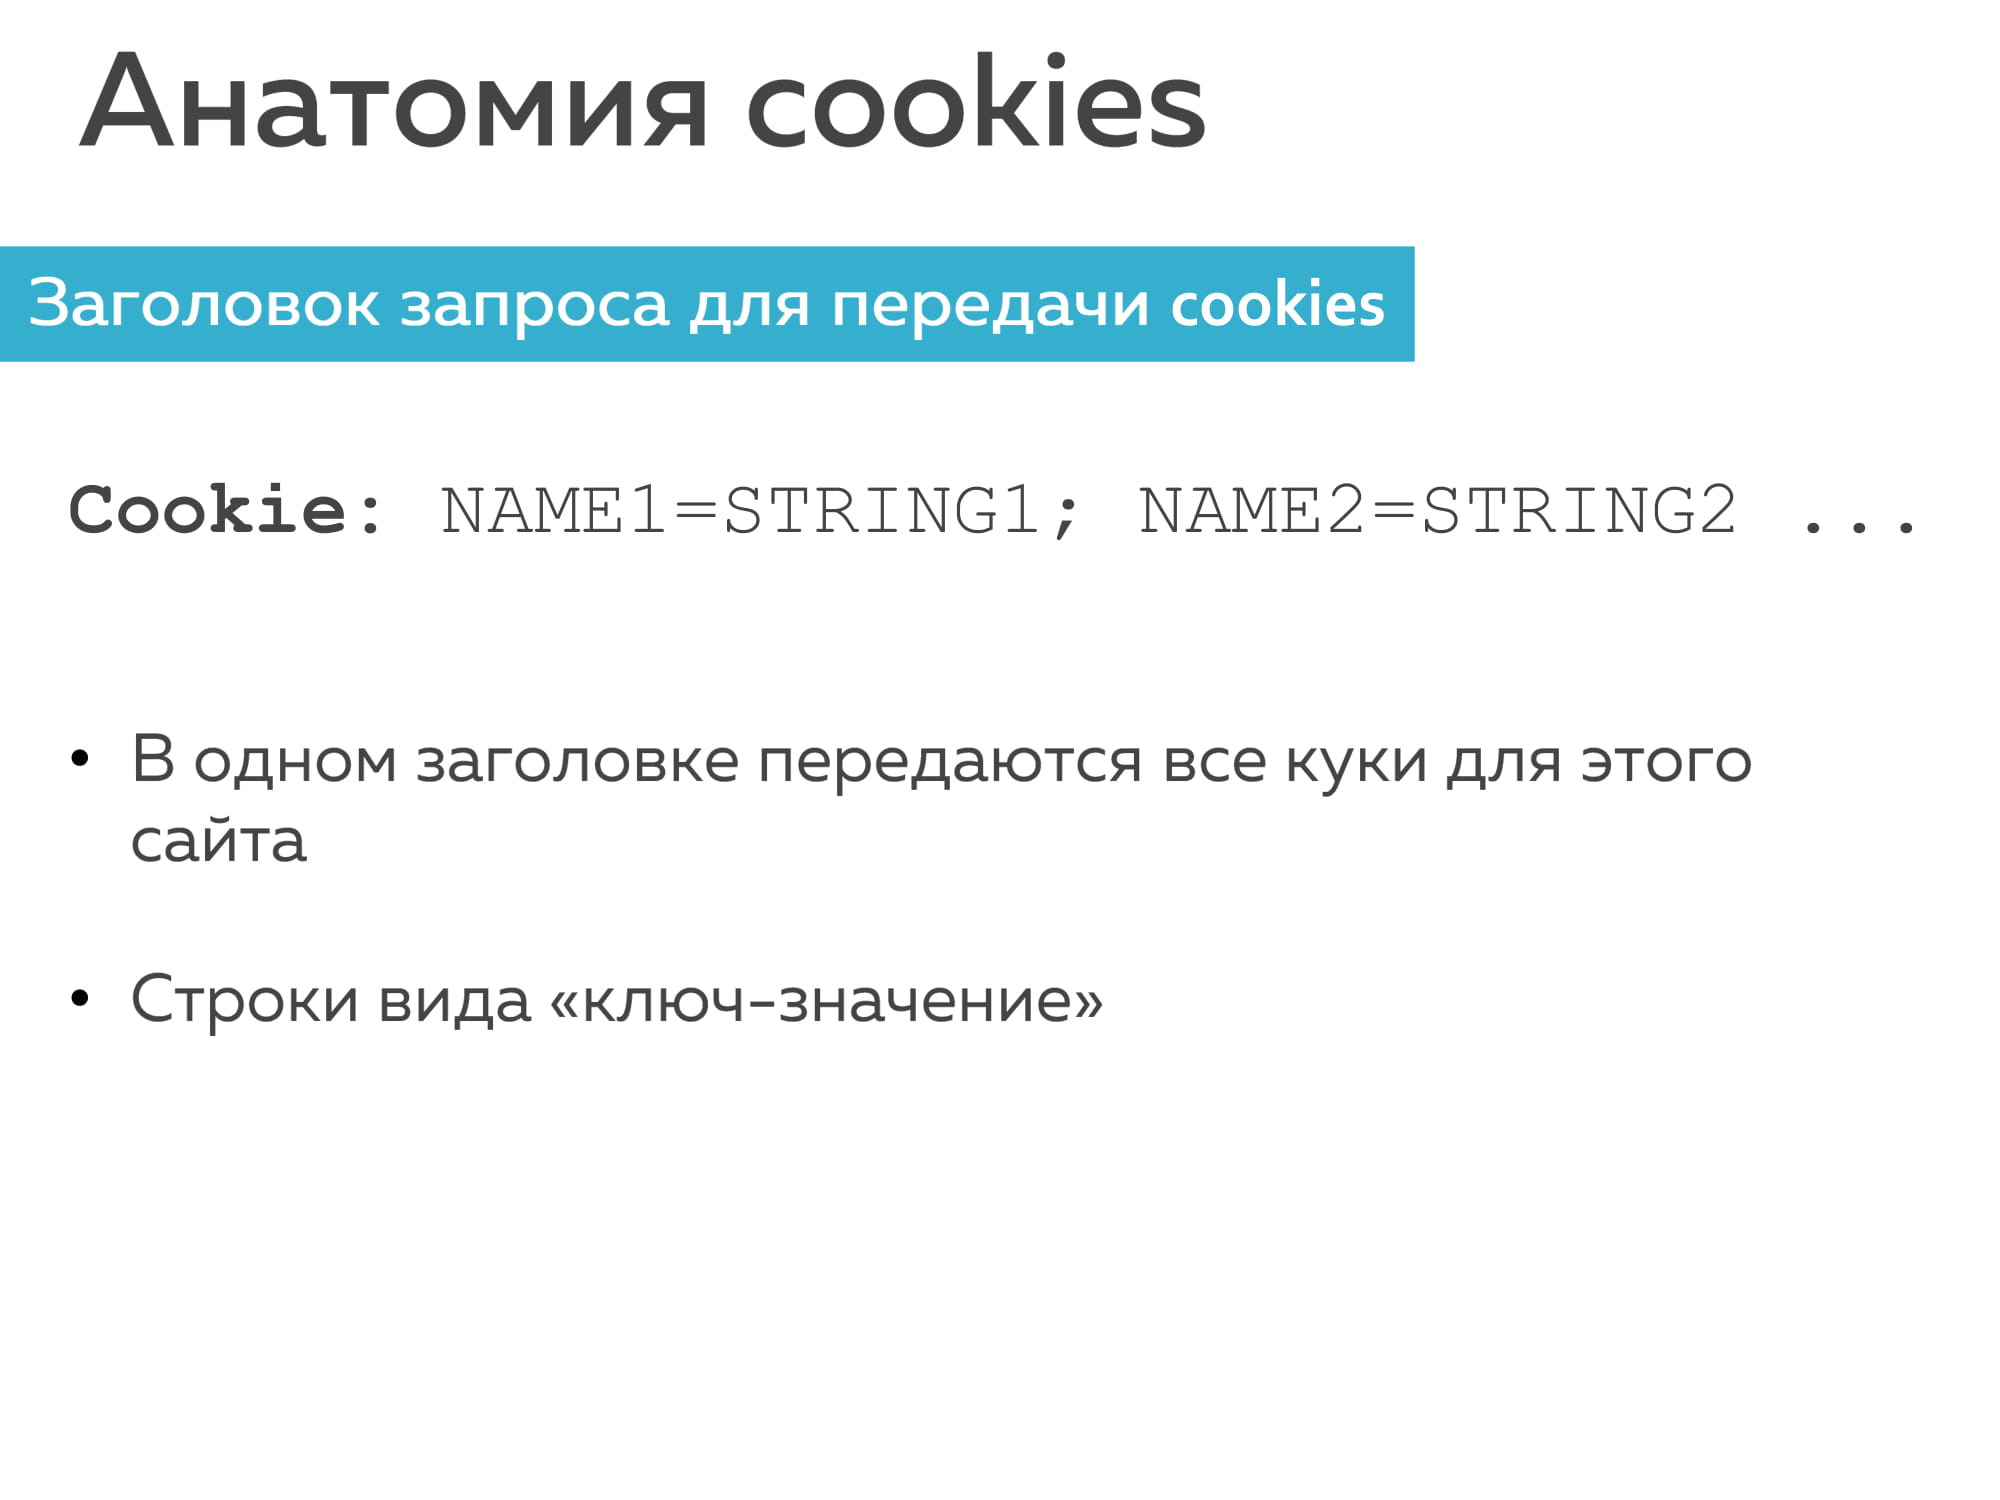 Анатомия cookies
Заголовок запроса для передачи cookies
Cookie: NAME1=STRING1; NAME2=STRING2 ...
• В одном заголовке передаются все куки для этого
сайта
• Строки вида «ключ-значение»